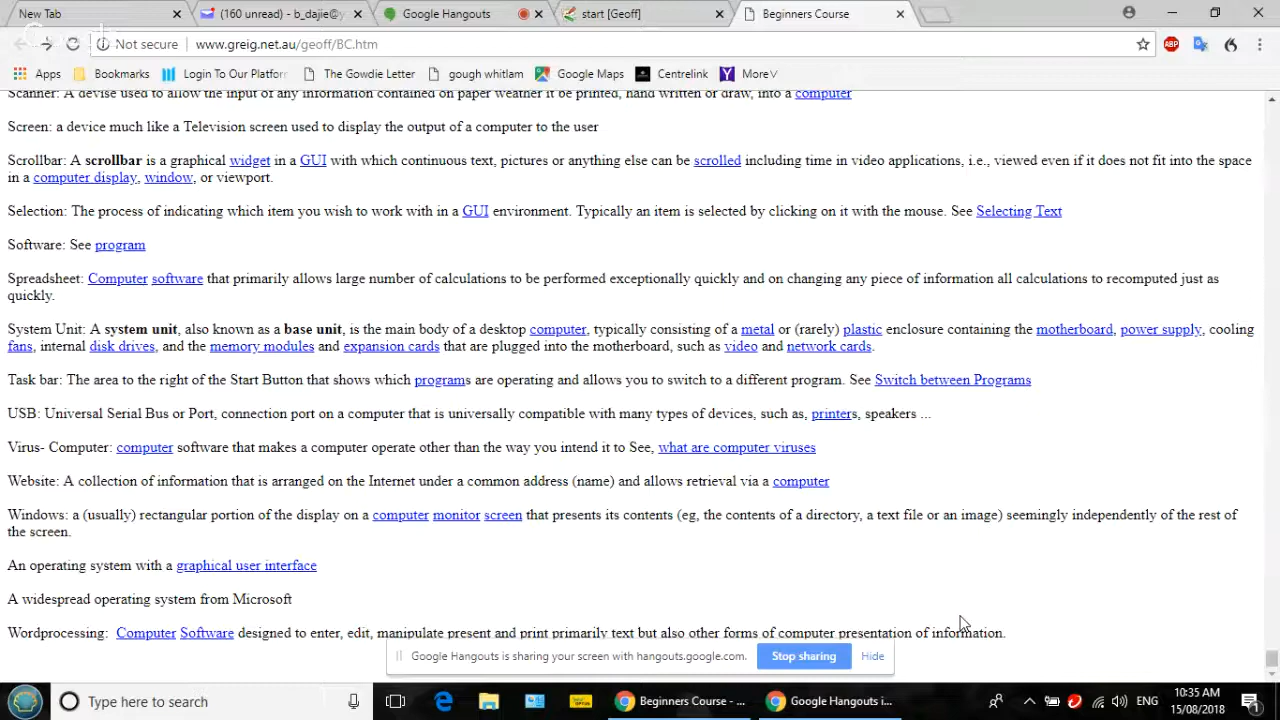 New Tab
(160 unread) - b_dajie@y
Google Hangouts
start [Geoff]
Beginners Course
Not secure www.greig.net.au/geoff/BC.htm
Apps Bookmarks Login To Our Platfor The Gowdie Letter gough whitlam Google Maps Centrelink More
Scanner: A devise used to allow the input of any information contained on paper weather it be printed, hand written or draw, into a computer
Screen: a device much like a Television screen used to display the output of a computer to the user
Scrollbar: A scrollbar is a graphical widget in a GUI with which continuous text, pictures or anything else can be scrolled including time in video applications, i.e., viewed even if it does not fit into the space
in a computer display, window, or viewport.
Selection: The process of indicating which item you wish to work with in a GUI environment. Typically an item is selected by clicking on it with the mouse. See Selecting Text
Software: See program
Spreadsheet: Computer software that primarily allows large number of calculations to be performed exceptionally quickly and on changing any piece of information all calculations to recomputed just as
quickly.
System Unit: A system unit, also known as a base unit, is the main body of a desktop computer, typically consisting of a metal or (rarely) plastic enclosure containing the motherboard, power supply, cooling
fans, internal disk drives, and the memory modules and expansion cards that are plugged into the motherboard, such as video and network cards.
Task bar: The area to the right of the Start Button that shows which programs are operating and allows you to switch to a different program. See Switch between Programs
USB: Universal Serial Bus or Port, connection port on a computer that is universally compatible with many types of devices, such as, printers, speakers ...
Virus- Computer: computer software that makes a computer operate other than the way you intend it to See, what are computer viruses
Website: A collection of information that is arranged on the Internet under a common address (name) and allows retrieval via a computer
Windows: a (usually) rectangular portion of the display on a computer monitor screen that presents its contents (eg, the contents of a directory, a text file or an image) seemingly independently of the rest of
the screen.
An operating system with a graphical user interface
A widespread operating system from Microsoft
Wordprocessing: Computer Software designed to enter, edit, manipulate present and print primarily text but also other forms of computer presentation of information.
Google Hangouts is sharing your screen with hangouts.google.com. Stop sharing Hide
Type here to search
Beginners Course - ...
Google Hangouts i...
ENG
10:35 AM
15/08/2018